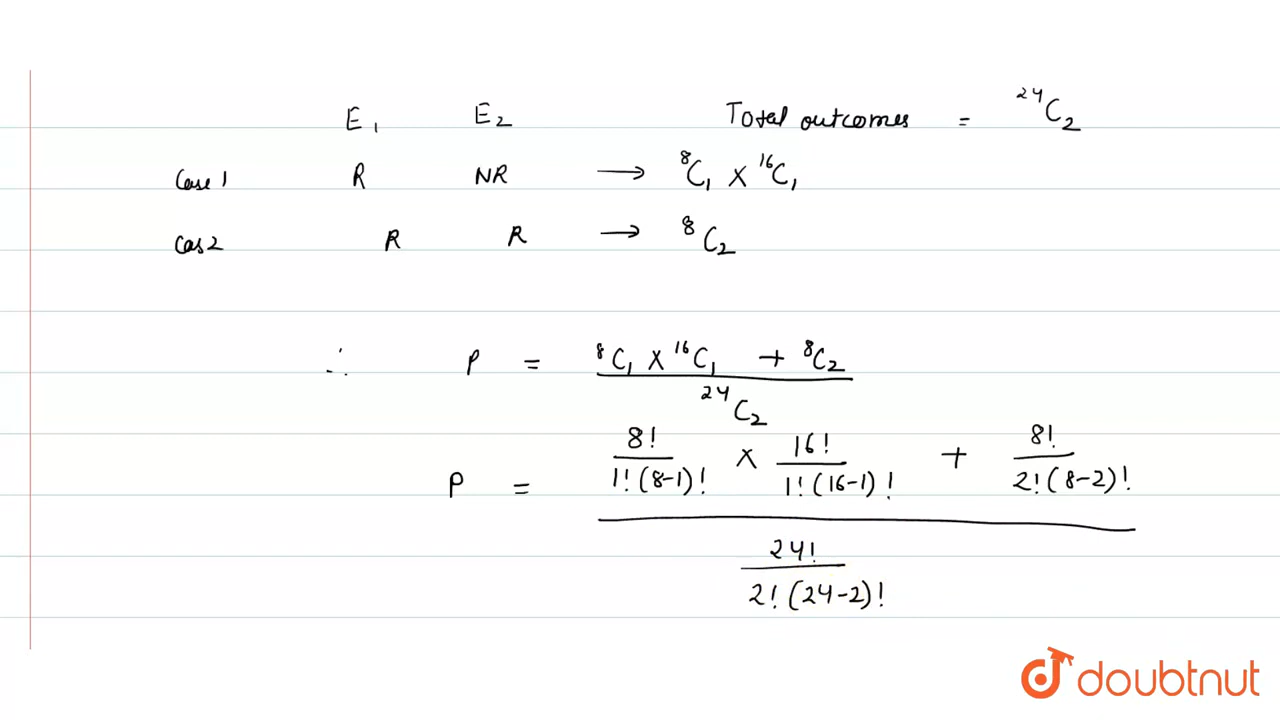 E₁ E₂ Total outcomes = ²⁴C₂
Case 1 R NR → ⁸C₁ X ¹⁶C₁
Cas 2 R R → ⁸C₂
∴ P = (⁸C₁ X ¹⁶C₁ + ⁸C₂) / ²⁴C₂
P = (8! / 1!(8-1)! X 16! / 1!(16-1)! + 8! / 2!(8-2)!) / (24! / 2!(24-2)!)
doubtnut